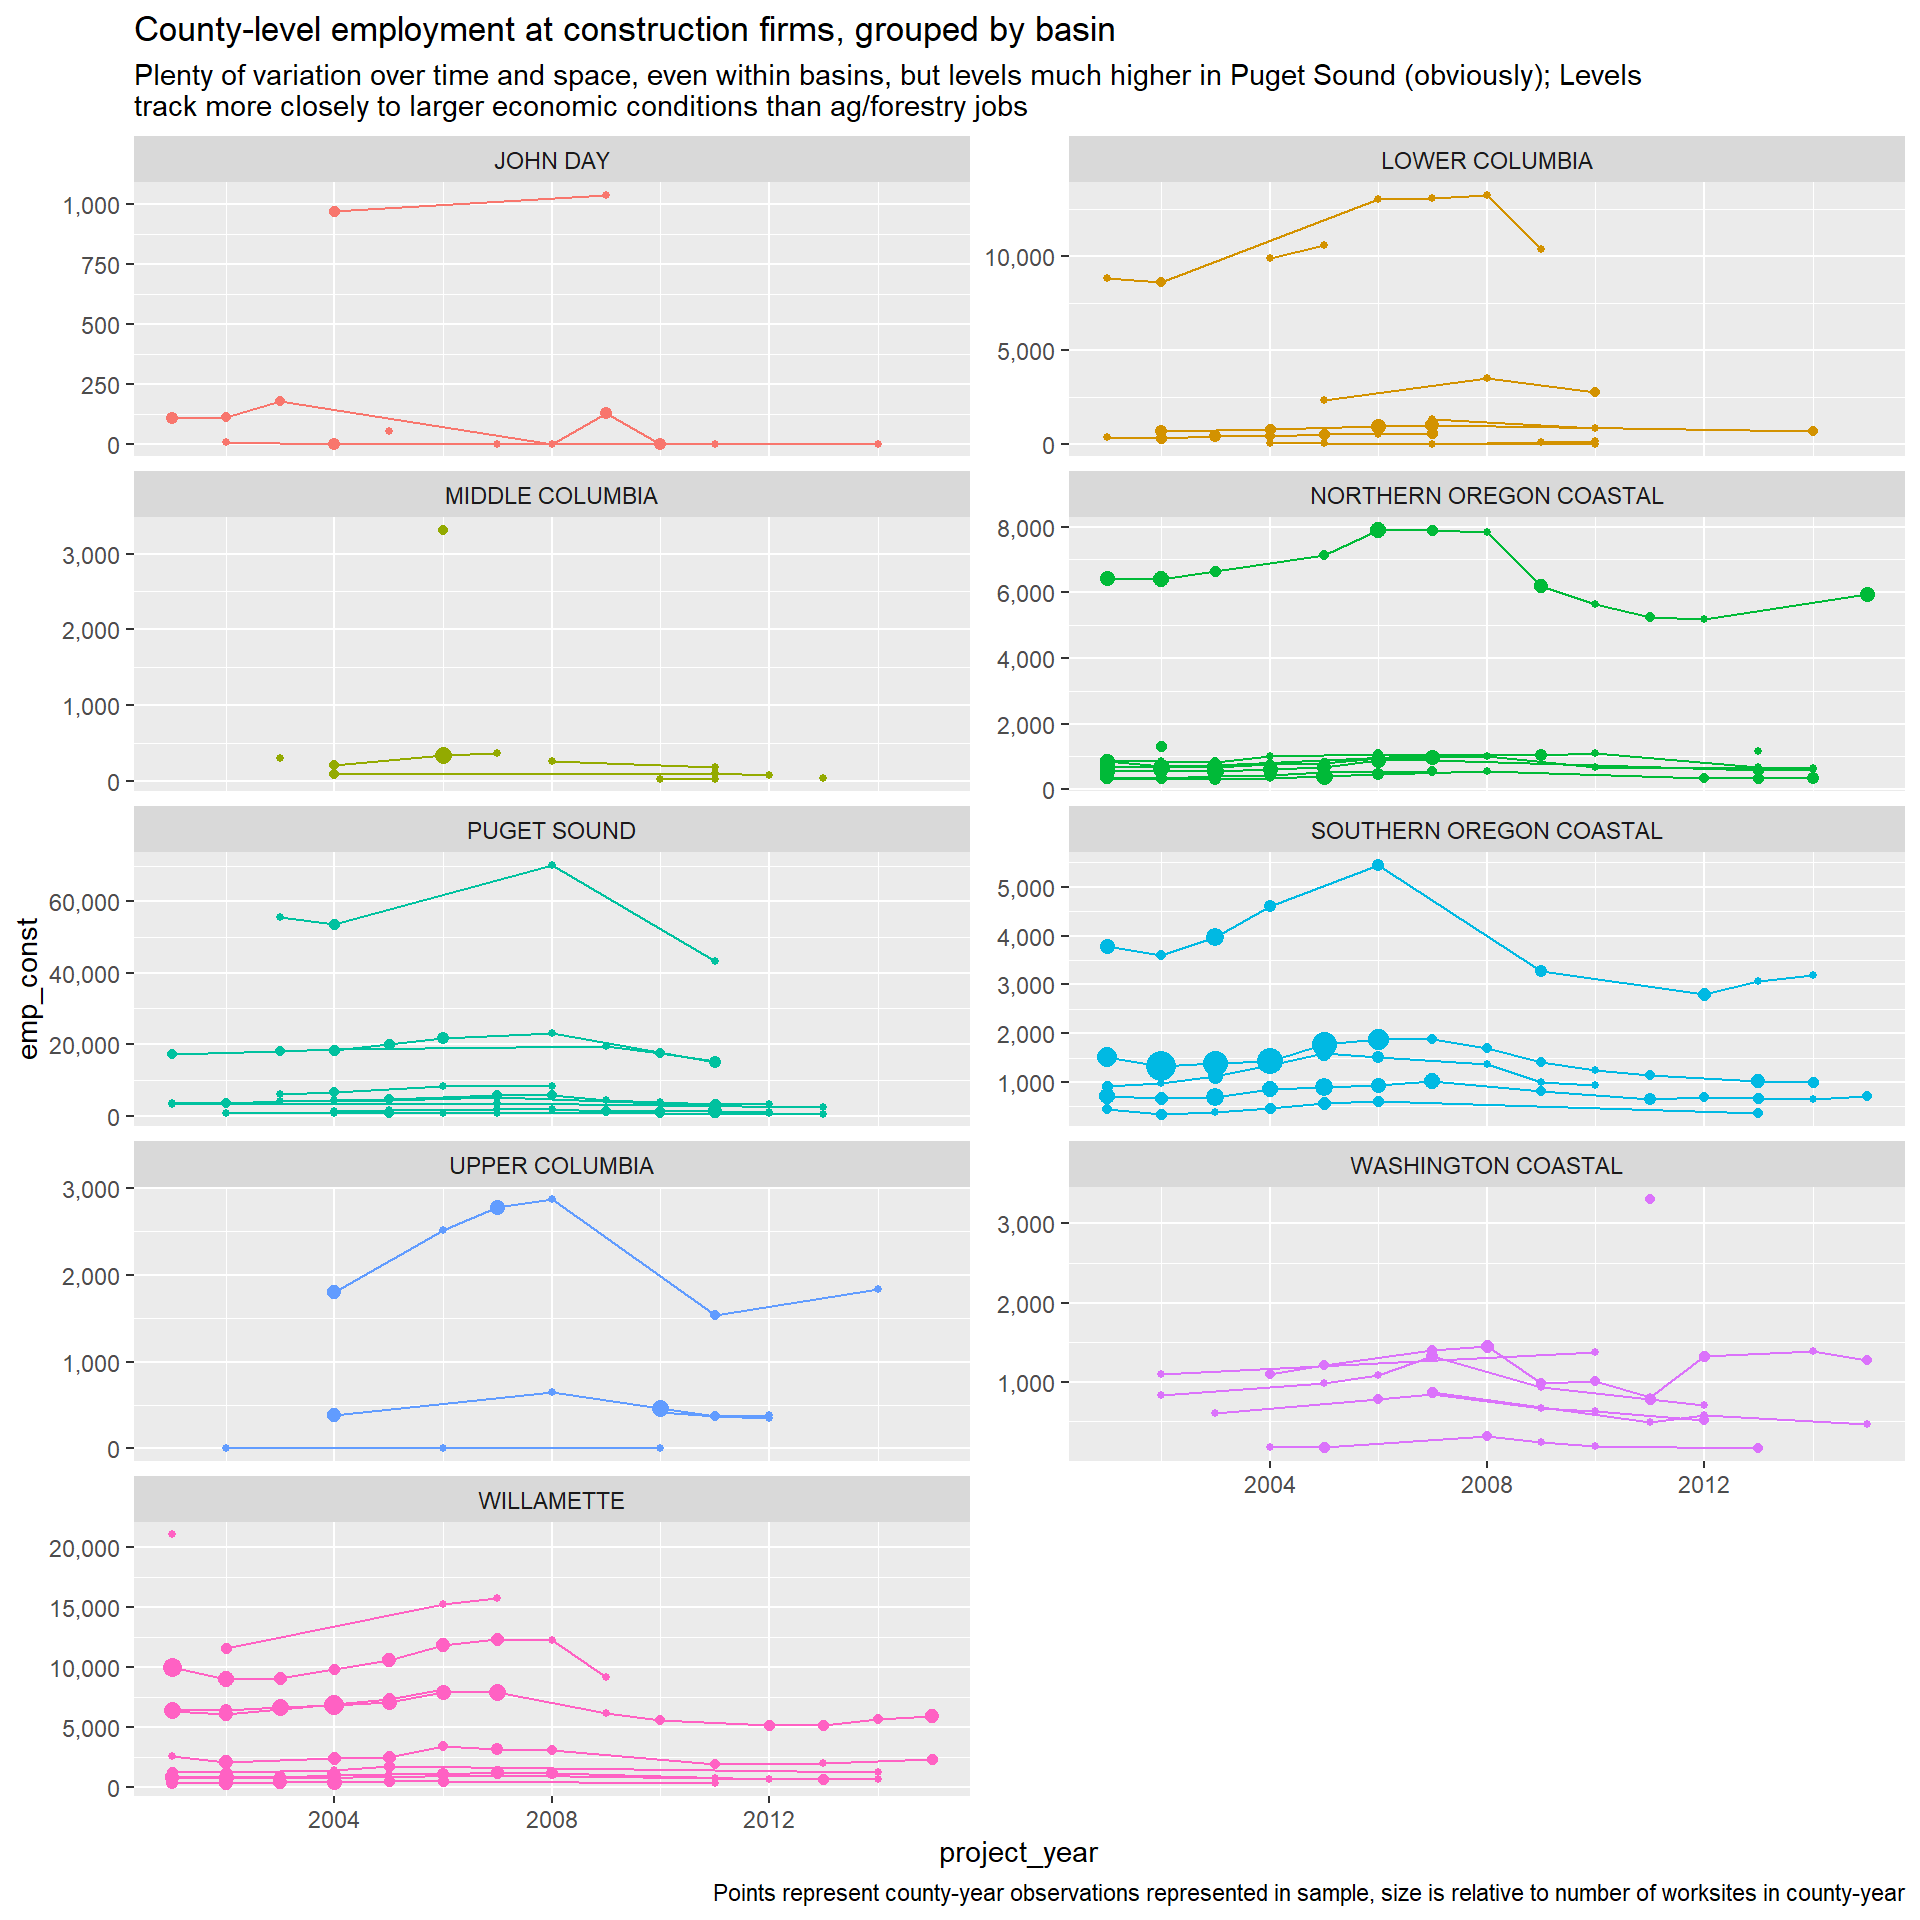 County-level employment at construction firms, grouped by basin
Plenty of variation over time and space, even within basins, but levels much higher in Puget Sound (obviously); Levels
track more closely to larger economic conditions than ag/forestry jobs
JOHN DAY
1,000
750
500
250
0
LOWER COLUMBIA
10,000
5,000
0
MIDDLE COLUMBIA
3,000
2,000
1,000
0
NORTHERN OREGON COASTAL
8,000
6,000
4,000
2,000
0
PUGET SOUND
60,000
40,000
20,000
0
SOUTHERN OREGON COASTAL
5,000
4,000
3,000
2,000
1,000
UPPER COLUMBIA
3,000
2,000
1,000
0
WASHINGTON COASTAL
3,000
2,000
1,000
2004 2008 2012
WILLAMETTE
20,000
15,000
10,000
5,000
0
2004 2008 2012
emp_const
project_year
Points represent county-year observations represented in sample, size is relative to number of worksites in county-year